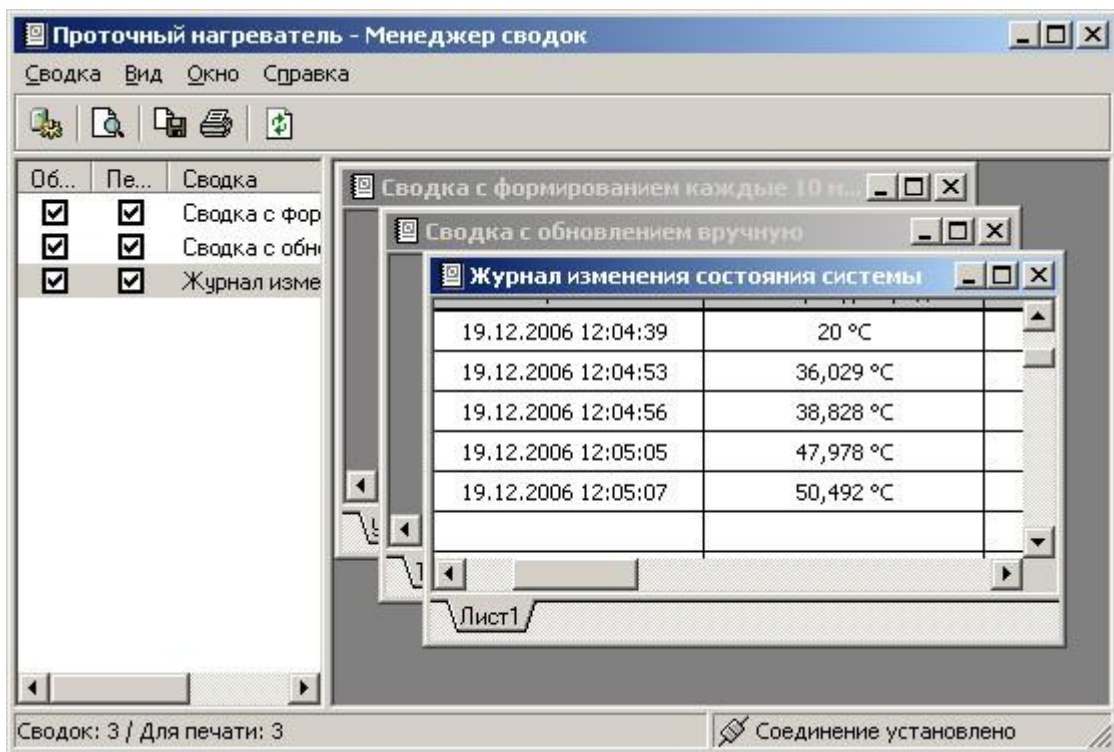 Проточный нагреватель - Менеджер сводок
Сводка Вид Окно Справка
Об... Пе... Сводка
Сводка с фор
Сводка с обн
Журнал изме
Сводка с формированием каждые 10 м...
Сводка с обновлением вручную
Журнал изменения состояния системы
19.12.2006 12:04:39 20 °C
19.12.2006 12:04:53 36,029 °C
19.12.2006 12:04:56 38,828 °C
19.12.2006 12:05:05 47,978 °C
19.12.2006 12:05:07 50,492 °C
Лист1
Сводок: 3 / Для печати: 3 Соединение установлено